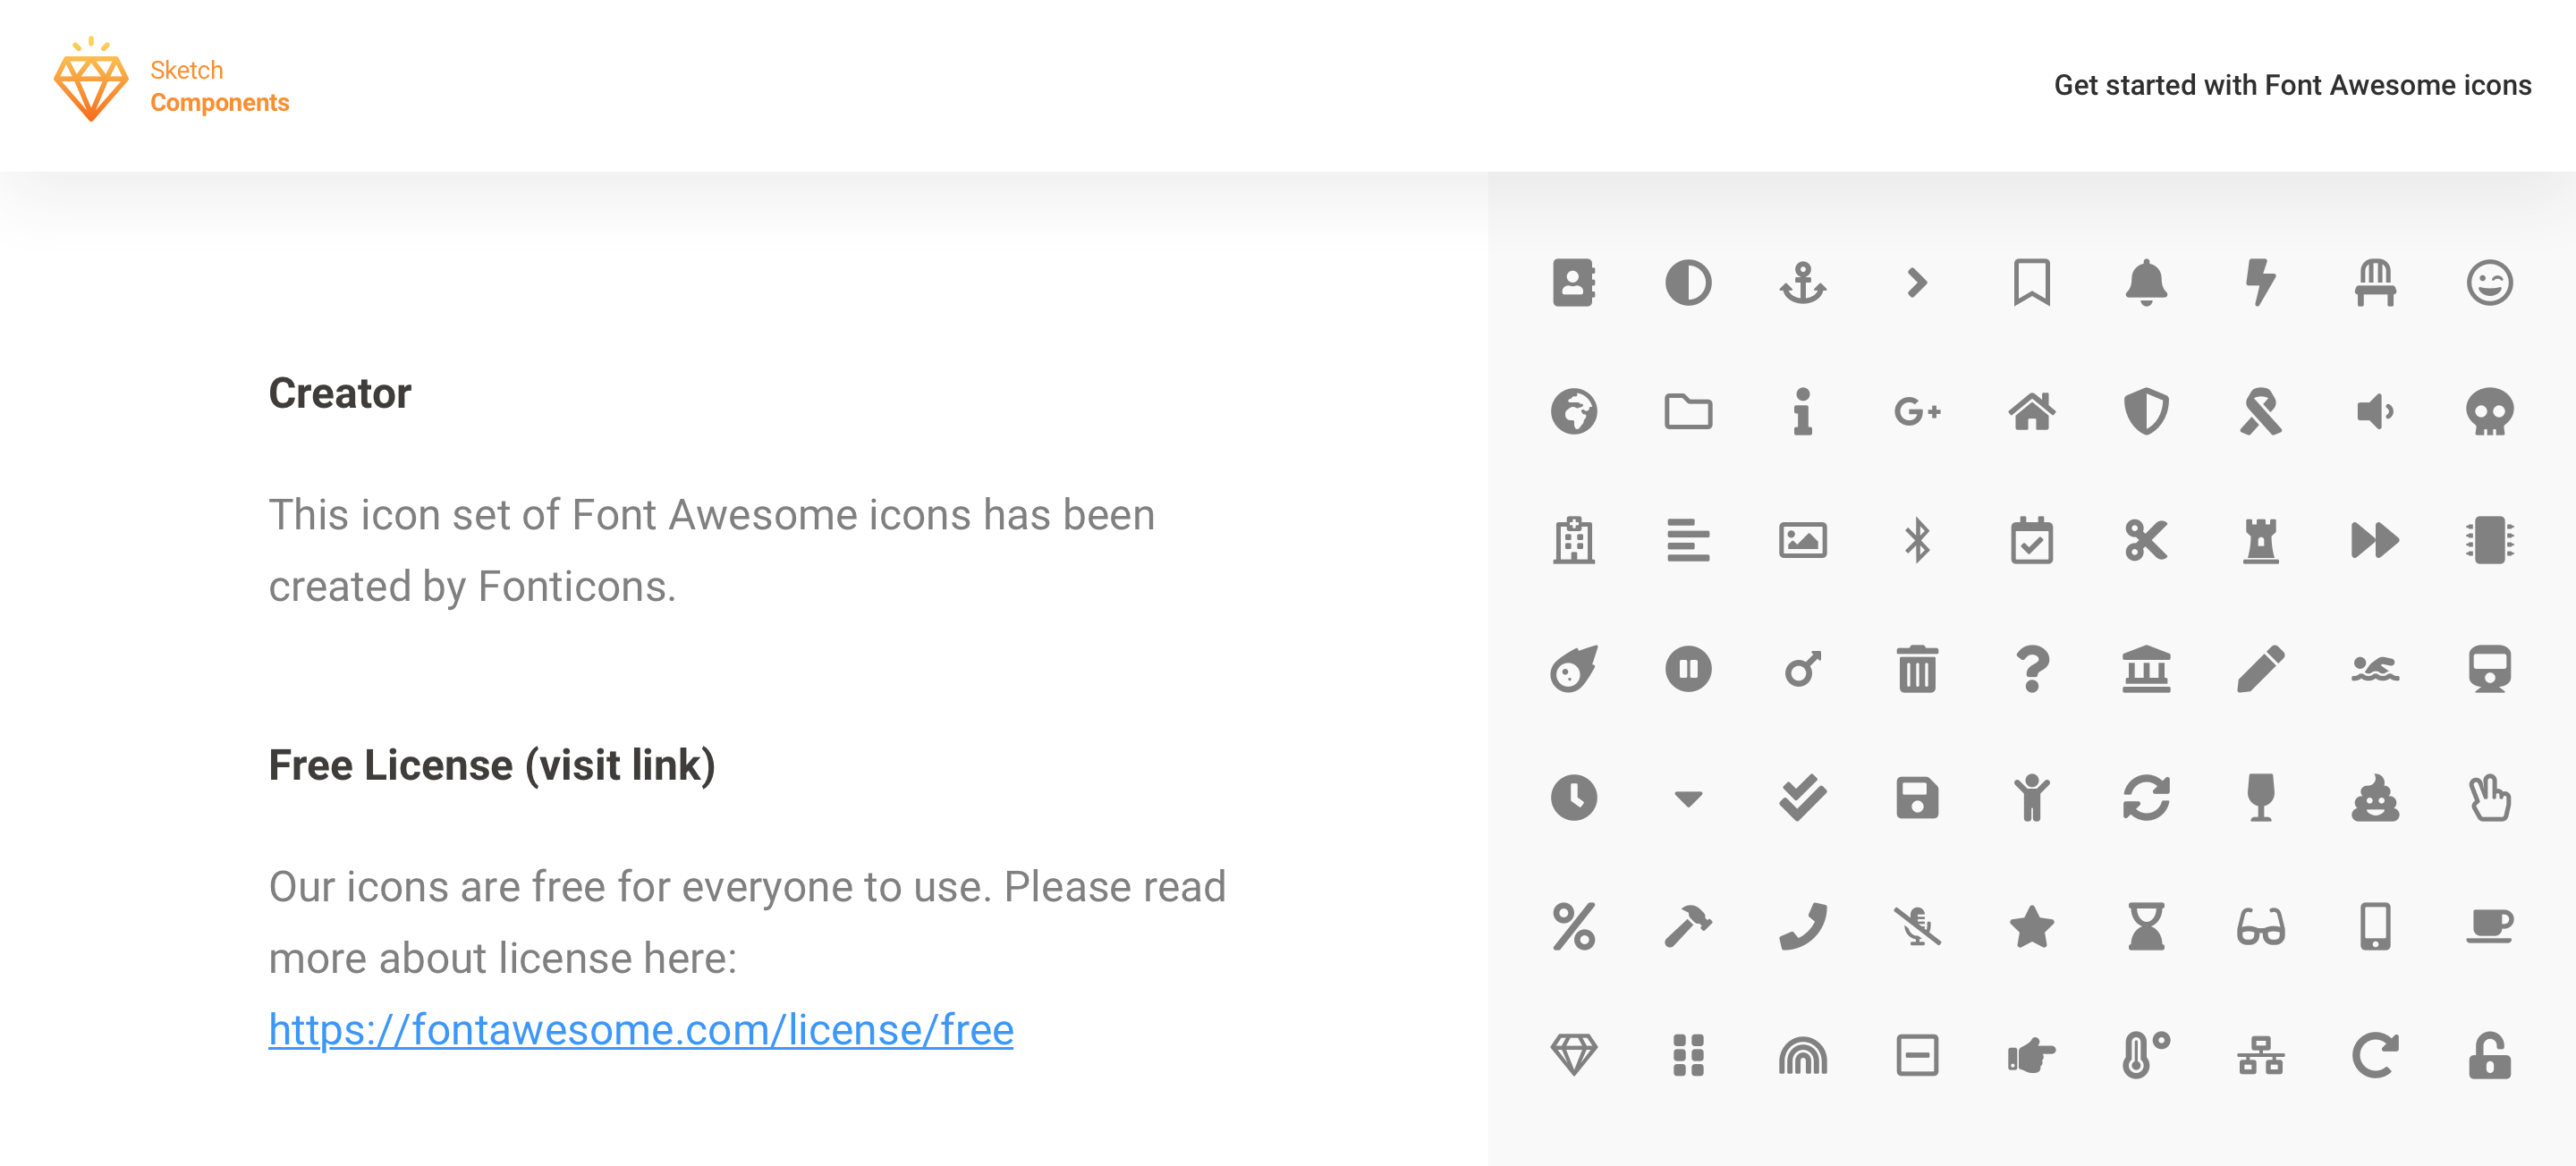 Sketch
Components
Get started with Font Awesome icons
Creator
This icon set of Font Awesome icons has been
created by Fonticons.
Free License (visit link)
Our icons are free for everyone to use. Please read
more about license here:
https://fontawesome.com/license/free